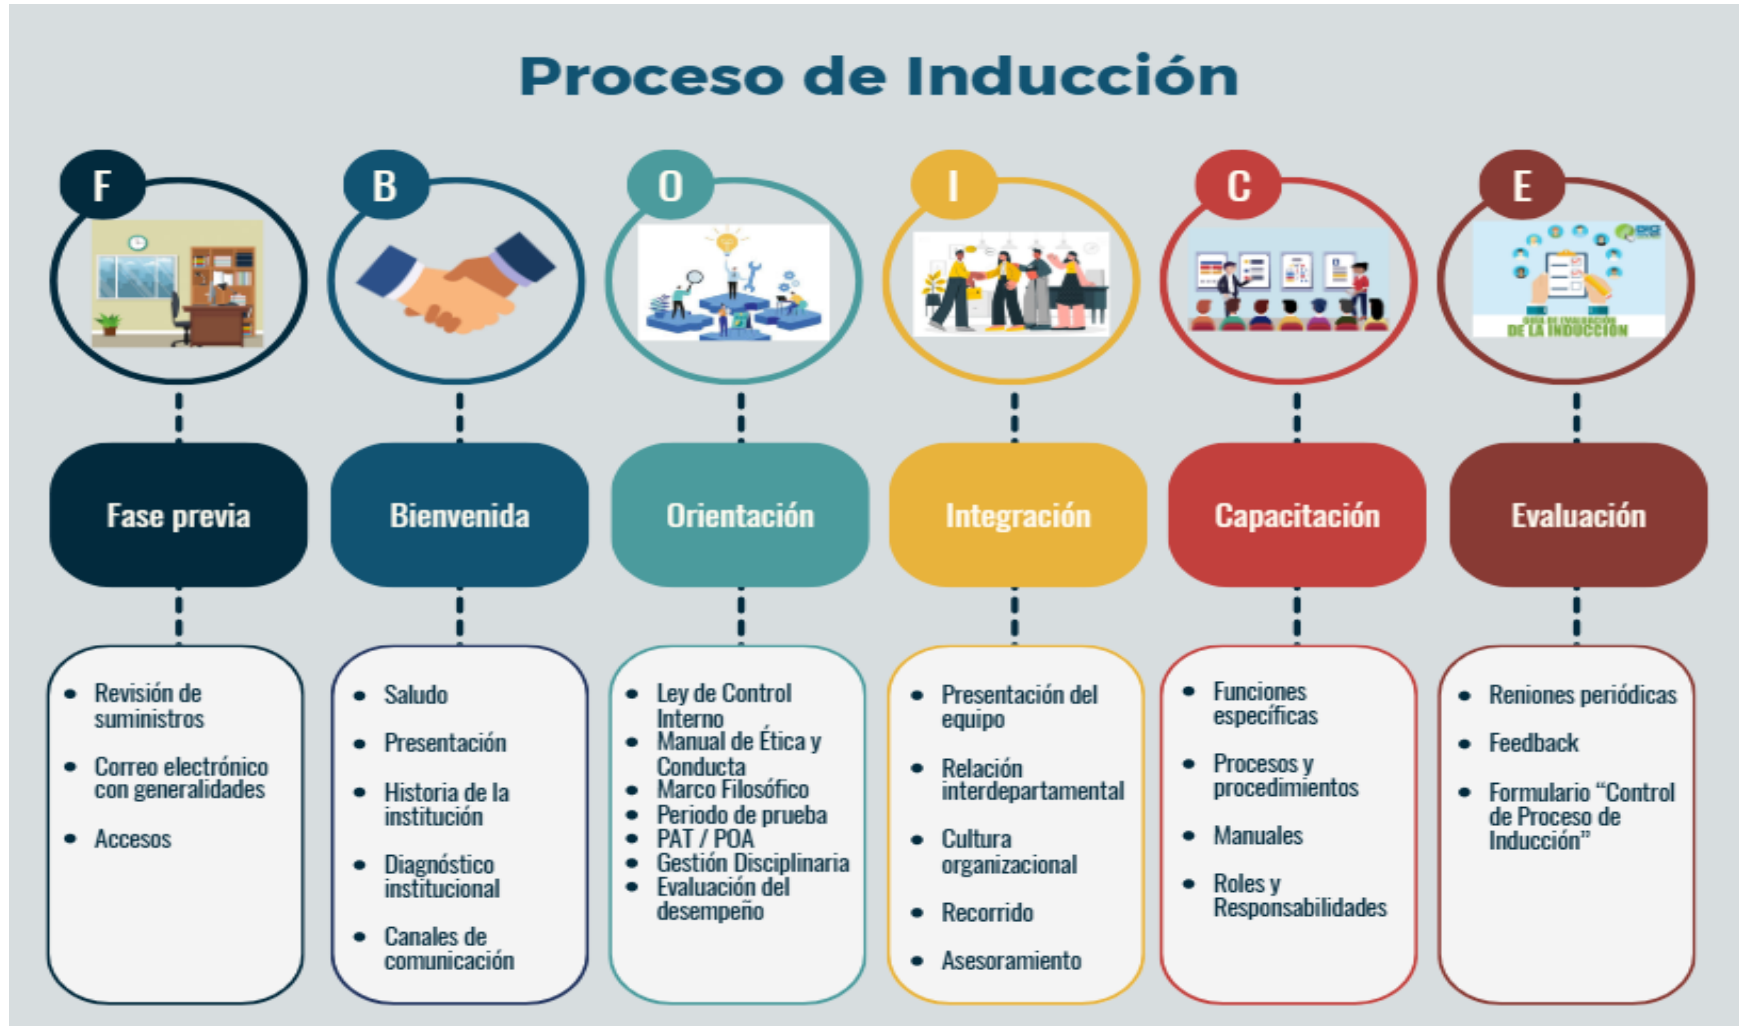 Proceso de Inducción
F
B
O
I
C
E
DE LA INDUCCIÓN
Fase previa
Bienvenida
Orientación
Integración
Capacitación
Evaluación
• Revisión de
suministros
• Correo electrónico
con generalidades
• Accesos
• Saludo
• Presentación
• Historia de la
institución
• Diagnóstico
institucional
• Canales de
comunicación
• Ley de Control
Interno
• Manual de Ética y
Conducta
• Marco Filosófico
• Periodo de prueba
• PAT / POA
• Gestión Disciplinaria
• Evaluación del
desempeño
• Presentación del
equipo
• Relación
interdepartamental
• Cultura
organizacional
• Recorrido
• Asesoramiento
• Funciones
específicas
• Procesos y
procedimientos
• Manuales
• Roles y
Responsabilidades
• Reniones periódicas
• Feedback
• Formulario “Control
de Proceso de
Inducción”